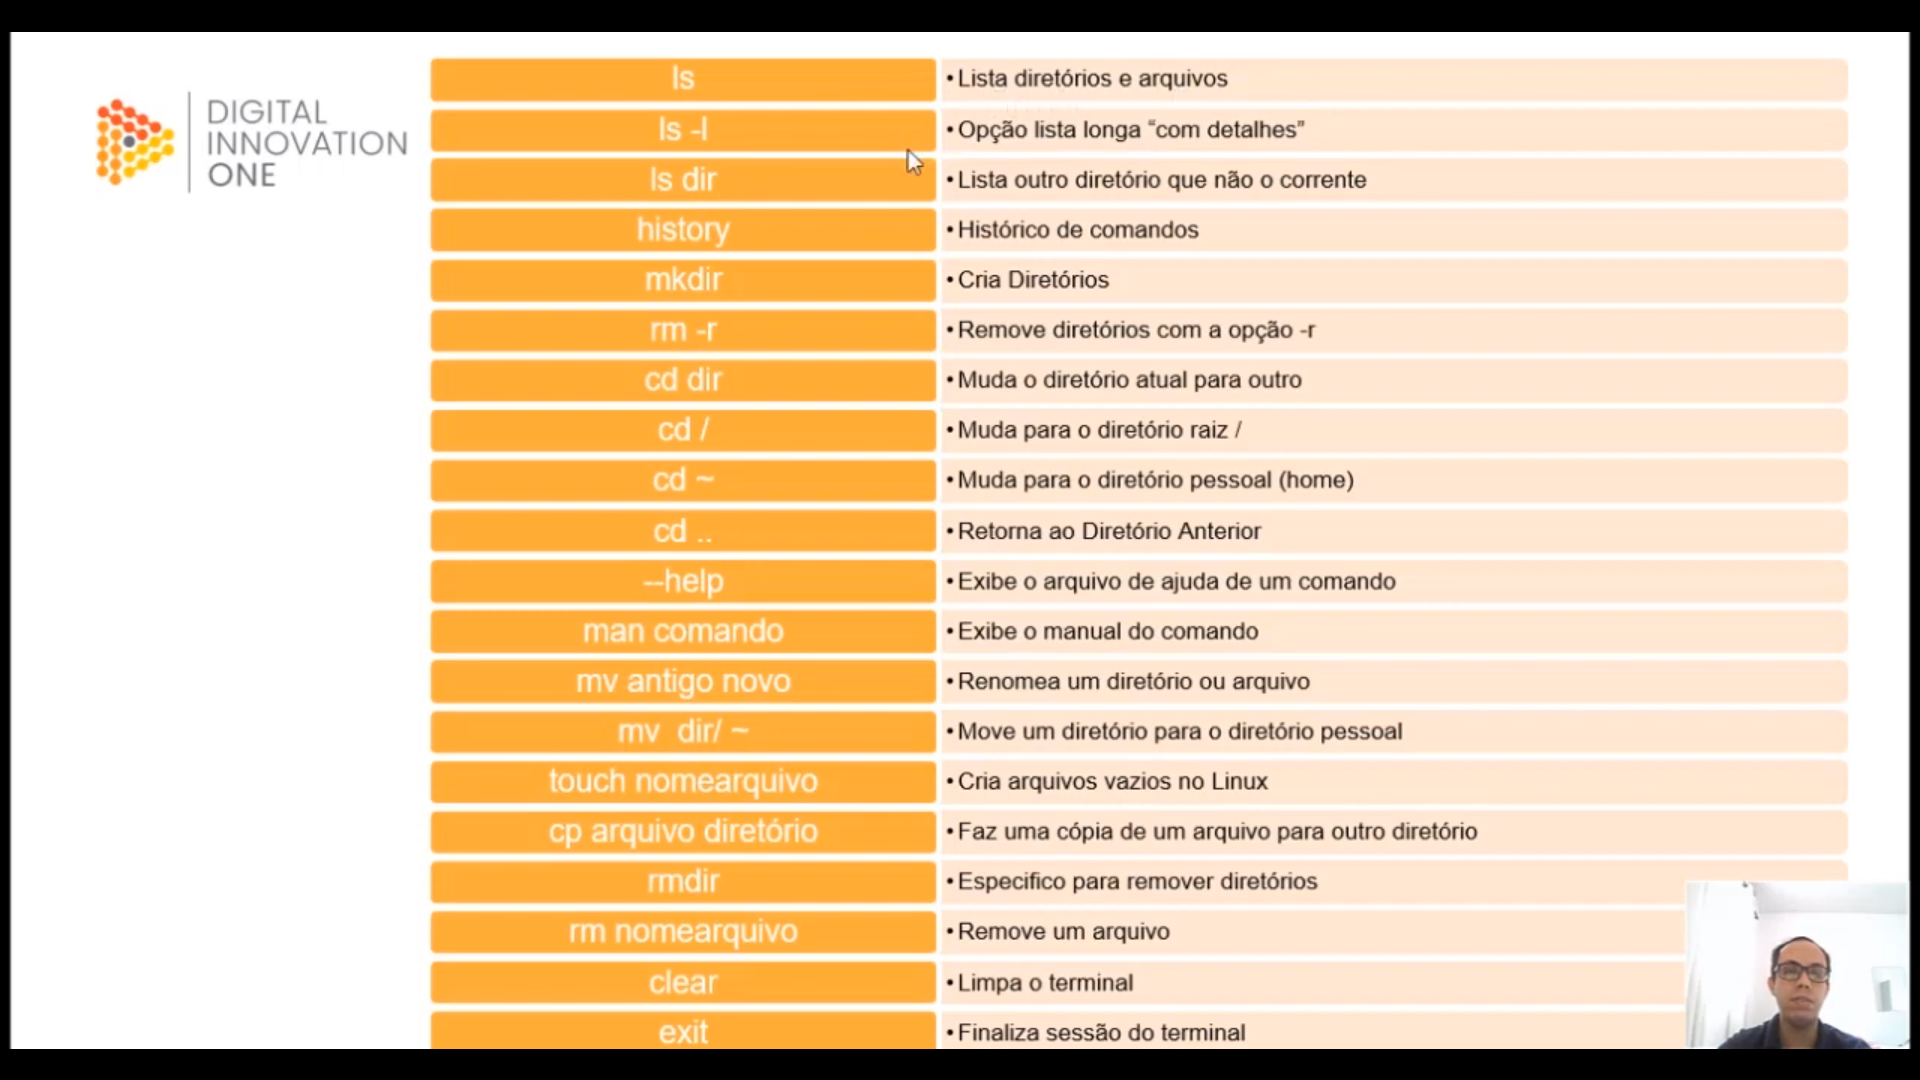 DIGITAL
INNOVATION
ONE
ls
• Lista diretórios e arquivos
ls -l
• Opção lista longa “com detalhes”
ls dir
• Lista outro diretório que não o corrente
history
• Histórico de comandos
mkdir
• Cria Diretórios
rm -r
• Remove diretórios com a opção -r
cd dir
• Muda o diretório atual para outro
cd /
• Muda para o diretório raiz /
cd ~
• Muda para o diretório pessoal (home)
cd ..
• Retorna ao Diretório Anterior
--help
• Exibe o arquivo de ajuda de um comando
man comando
• Exibe o manual do comando
mv antigo novo
• Renomea um diretório ou arquivo
mv  dir/ ~
• Move um diretório para o diretório pessoal
touch nomearquivo
• Cria arquivos vazios no Linux
cp arquivo diretório
• Faz uma cópia de um arquivo para outro diretório
rmdir
• Especifico para remover diretórios
rm nomearquivo
• Remove um arquivo
clear
• Limpa o terminal
exit
• Finaliza sessão do terminal